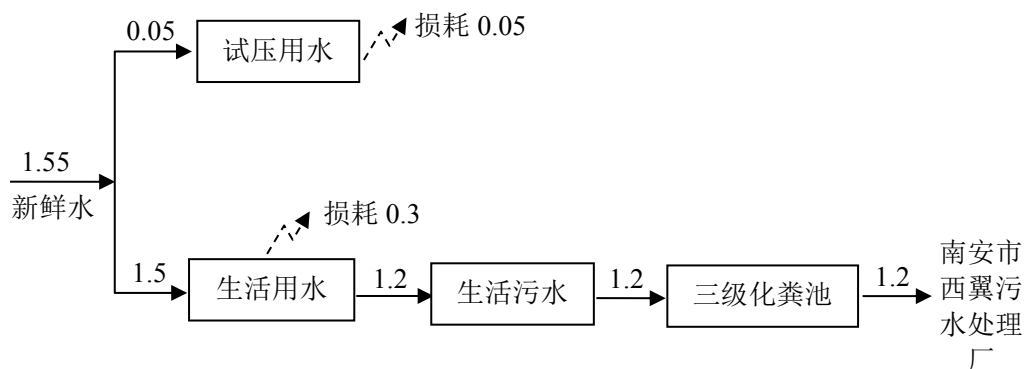 0.05
试压用水
损耗 0.05
1.55
新鲜水
损耗 0.3
1.5
生活用水
1.2
生活污水
1.2
三级化粪池
1.2
南安市
西翼污
水处理
厂